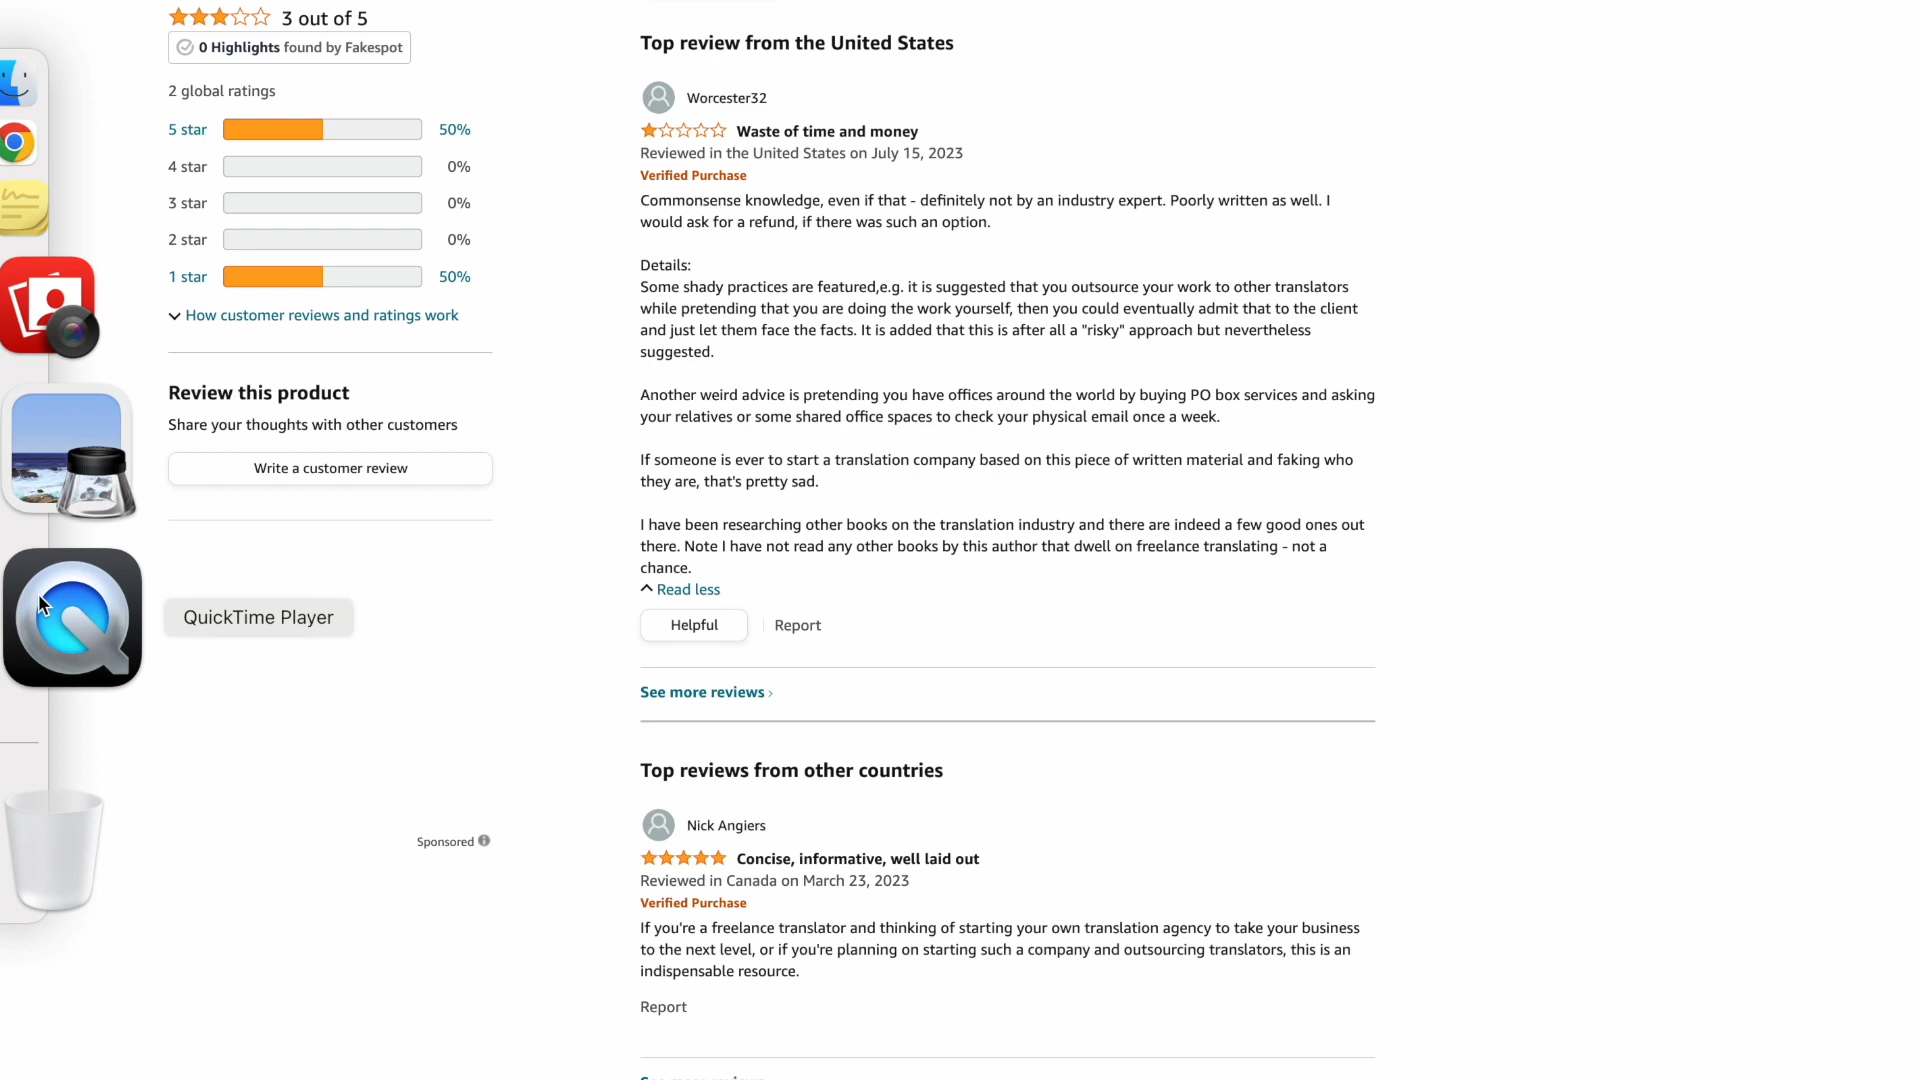 3 out of 5
0 Highlights found by Fakespot
2 global ratings
5 star 50%
4 star 0%
3 star 0%
2 star 0%
1 star 50%
How customer reviews and ratings work
Review this product
Share your thoughts with other customers
Write a customer review
QuickTime Player
Sponsored
Top review from the United States
Worcester32
Waste of time and money
Reviewed in the United States on July 15, 2023
Verified Purchase
Commonsense knowledge, even if that - definitely not by an industry expert. Poorly written as well. I
would ask for a refund, if there was such an option.
Details:
Some shady practices are featured,e.g. it is suggested that you outsource your work to other translators
while pretending that you are doing the work yourself, then you could eventually admit that to the client
and just let them face the facts. It is added that this is after all a "risky" approach but nevertheless
suggested.
Another weird advice is pretending you have offices around the world by buying PO box services and asking
your relatives or some shared office spaces to check your physical email once a week.
If someone is ever to start a translation company based on this piece of written material and faking who
they are, that's pretty sad.
I have been researching other books on the translation industry and there are indeed a few good ones out
there. Note I have not read any other books by this author that dwell on freelance translating - not a
chance.
Read less
Helpful Report
See more reviews ›
Top reviews from other countries
Nick Angiers
Concise, informative, well laid out
Reviewed in Canada on March 23, 2023
Verified Purchase
If you're a freelance translator and thinking of starting your own translation agency to take your business
to the next level, or if you're planning on starting such a company and outsourcing translators, this is an
indispensable resource.
Report